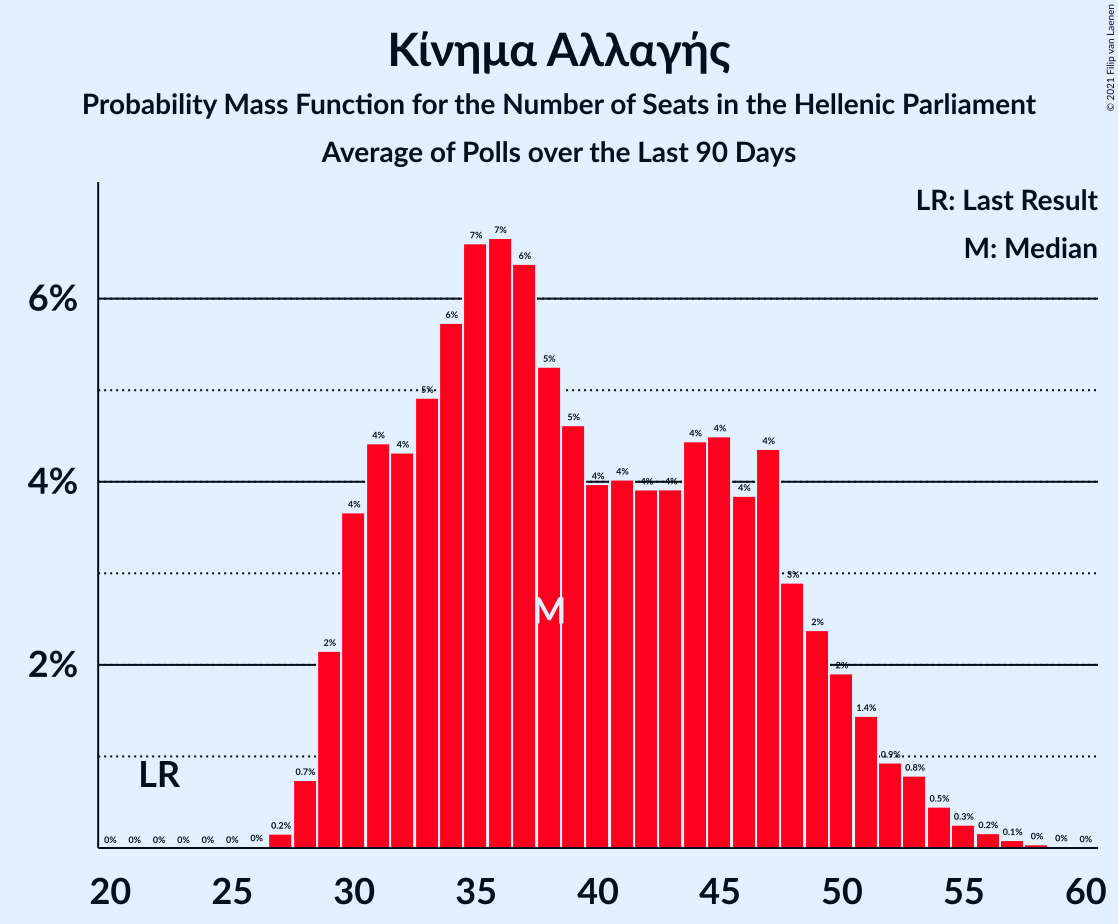 Κίνημα Αλλαγής
Probability Mass Function for the Number of Seats in the Hellenic Parliament
Average of Polls over the Last 90 Days
© 2021 Filip van Laenen
LR: Last Result
M: Median
6%
4%
2%
0% 0% 0% 0% 0% 0% 0% 0.2% 0.7% 2% 4% 4% 4% 5% 6% 7% 7% 6% 5% 5% 4% 4% 4% 4% 4% 4% 4% 4% 3% 2% 2% 1.4% 0.9% 0.8% 0.5% 0.3% 0.2% 0.1% 0% 0% 0%
M
LR
20 25 30 35 40 45 50 55 60